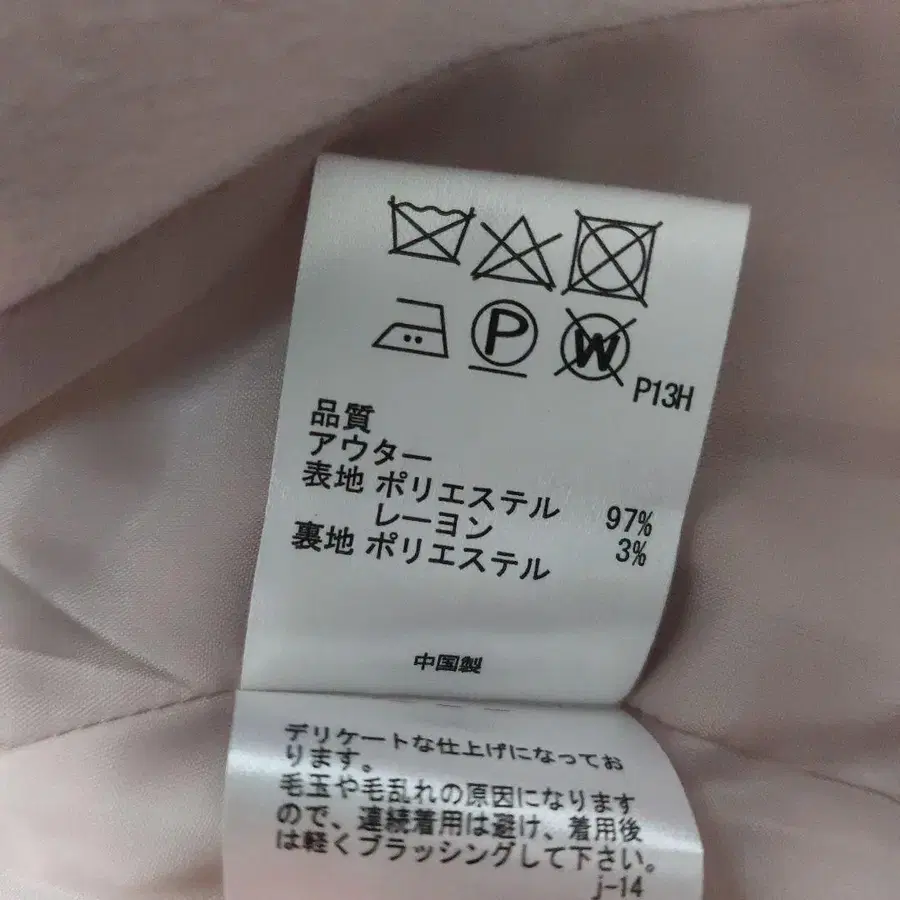 P
W
P13H
品質
アウター
表地 ポリエステル 97%
レーヨン 3%
裏地 ポリエステル
中国製
デリケートな仕上げになってお
ります。
毛玉や毛乱れの原因になります
ので、連続着用は避け、着用後
は軽くブラッシングして下さい。
j-14